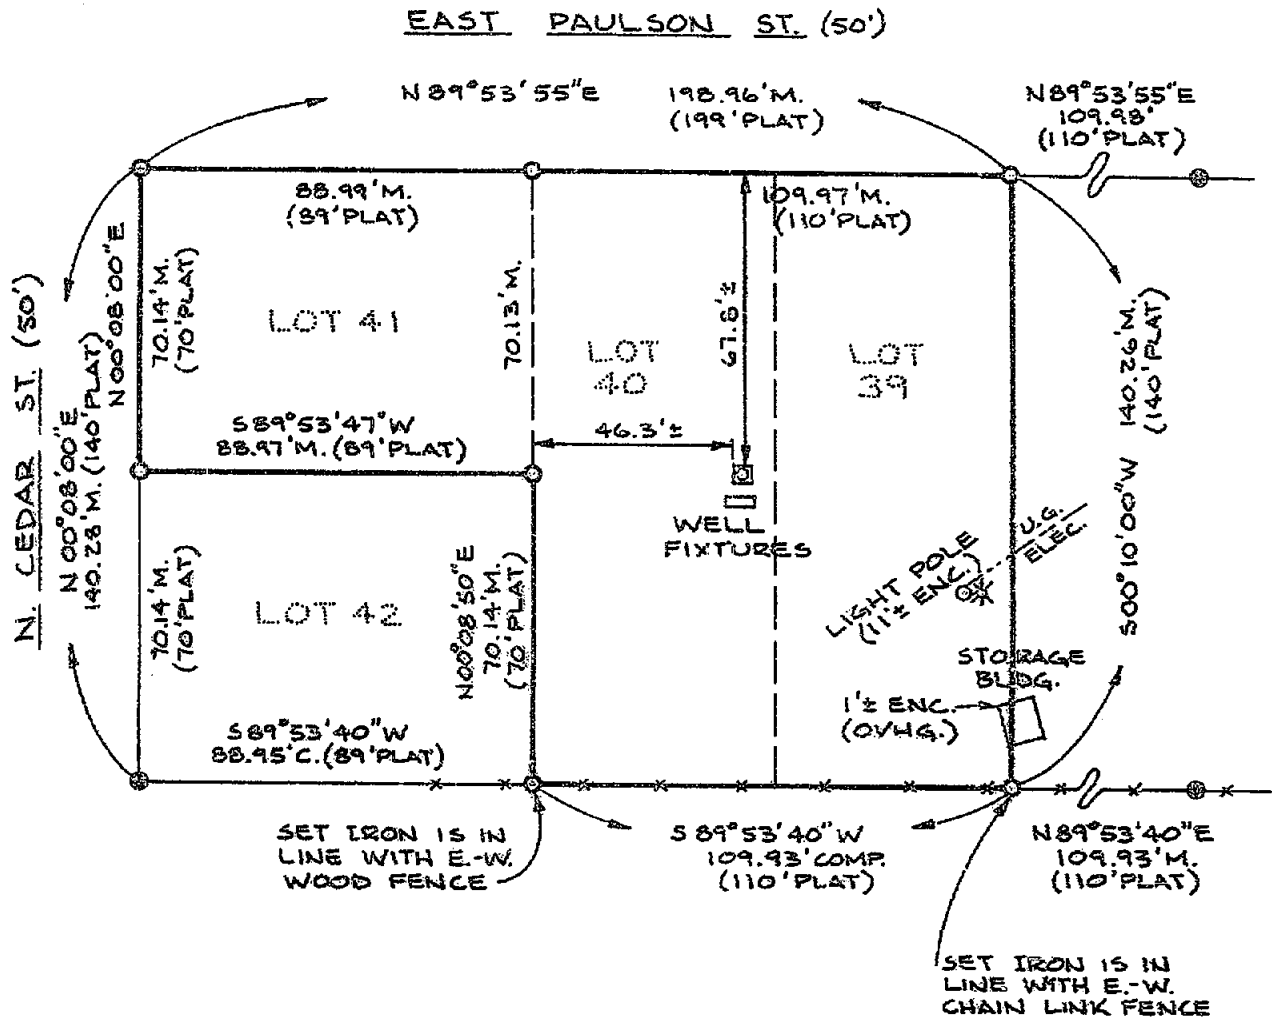 EAST PAULSON ST. (50')
N89°53'55"E 198.96'M.
(199'PLAT)
N89°53'55"E
109.98'
(110'PLAT)
88.99'M.
(89'PLAT)
109.97'M.
(110'PLAT)
N. CEDAR ST. (50')
N00°08'00"E
140.28'M. (140'PLAT)
N00°08'00"E
70.14'M.
(70'PLAT)
LOT 41
70.13'M.
LOT
40
67.8'±
LOT
39
140.26'M.
(140'PLAT)
S00°10'00"W
S89°53'47"W
88.97'M. (89'PLAT)
46.3'±
WELL
FIXTURES
U.G.
ELEC.
LIGHT POLE
(11'± ENC.)
70.14'M.
(70'PLAT)
LOT 42
N00°08'50"E
70.14'M.
(70'PLAT)
STORAGE
BLDG.
1'± ENC.
(OVHG.)
S89°53'40"W
88.95'C. (89'PLAT)
SET IRON IS IN
LINE WITH E.-W.
WOOD FENCE
S89°53'40"W
109.93'COMP.
(110'PLAT)
N89°53'40"E
109.93'M.
(110'PLAT)
SET IRON IS IN
LINE WITH E.-W.
CHAIN LINK FENCE